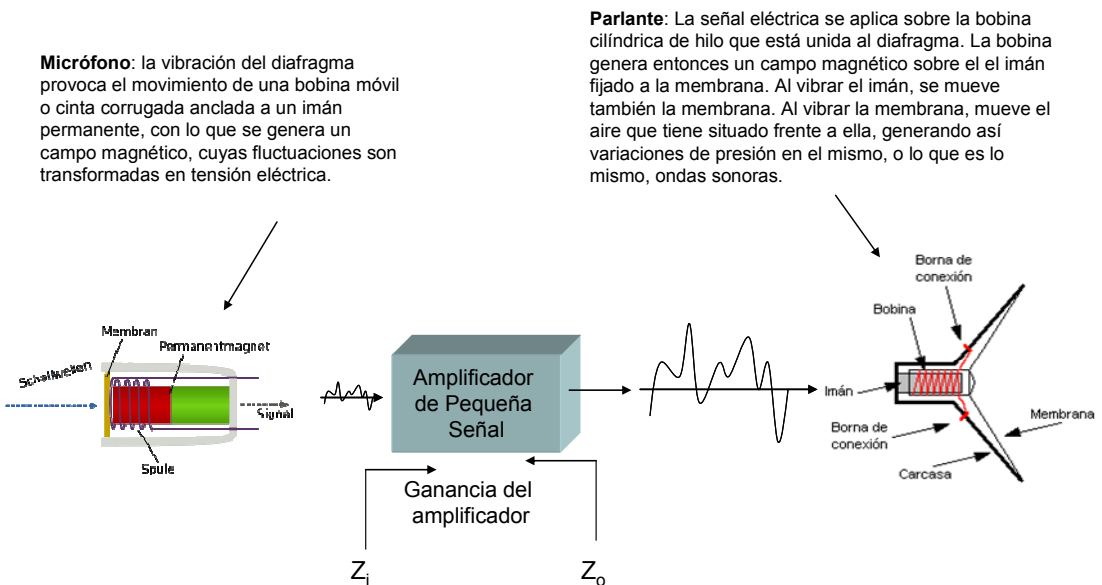 Micrófono: la vibración del diafragma
provoca el movimiento de una bobina móvil
o cinta corrugada anclada a un imán
permanente, con lo que se genera un
campo magnético, cuyas fluctuaciones son
transformadas en tensión eléctrica.
Parlante: La señal eléctrica se aplica sobre la bobina
cilíndrica de hilo que está unida al diafragma. La bobina
genera entonces un campo magnético sobre el el imán
fijado a la membrana. Al vibrar el imán, se mueve
también la membrana. Al vibrar la membrana, mueve el
aire que tiene situado frente a ella, generando así
variaciones de presión en el mismo, o lo que es lo
mismo, ondas sonoras.
Schallwellen
Membran
Permanentmagnet
Signal
Spule
Amplificador
de Pequeña
Señal
Ganancia del
amplificador
Zi
Zo
Borna de
conexión
Bobina
Imán
Membrana
Borna de
conexión
Carcasa